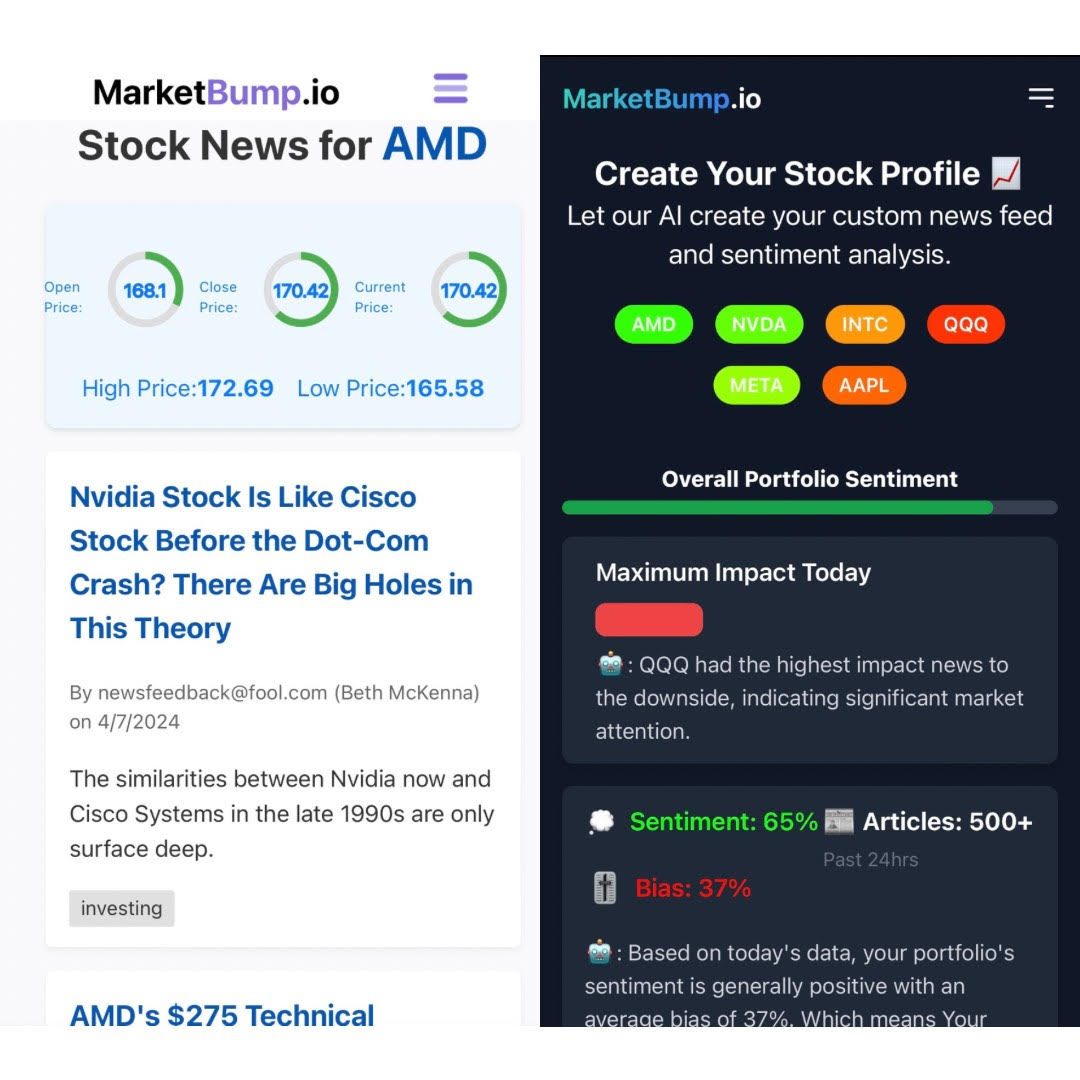 MarketBump.io
Stock News for AMD
Open
Price:
168.1
Close
Price:
170.42
Current
Price:
170.42
High Price:172.69 Low Price:165.58
Nvidia Stock Is Like Cisco
Stock Before the Dot-Com
Crash? There Are Big Holes in
This Theory
By newsfeedback@fool.com (Beth McKenna)
on 4/7/2024
The similarities between Nvidia now and
Cisco Systems in the late 1990s are only
surface deep.
investing
AMD's $275 Technical
MarketBump.io
Create Your Stock Profile 📈
Let our AI create your custom news feed
and sentiment analysis.
AMD NVDA INTC QQQ
META AAPL
Overall Portfolio Sentiment
Maximum Impact Today
🤖: QQQ had the highest impact news to
the downside, indicating significant market
attention.
💭 Sentiment: 65% 📰 Articles: 500+
Past 24hrs
Bias: 37%
🤖: Based on today's data, your portfolio's
sentiment is generally positive with an
average bias of 37%. Which means Your